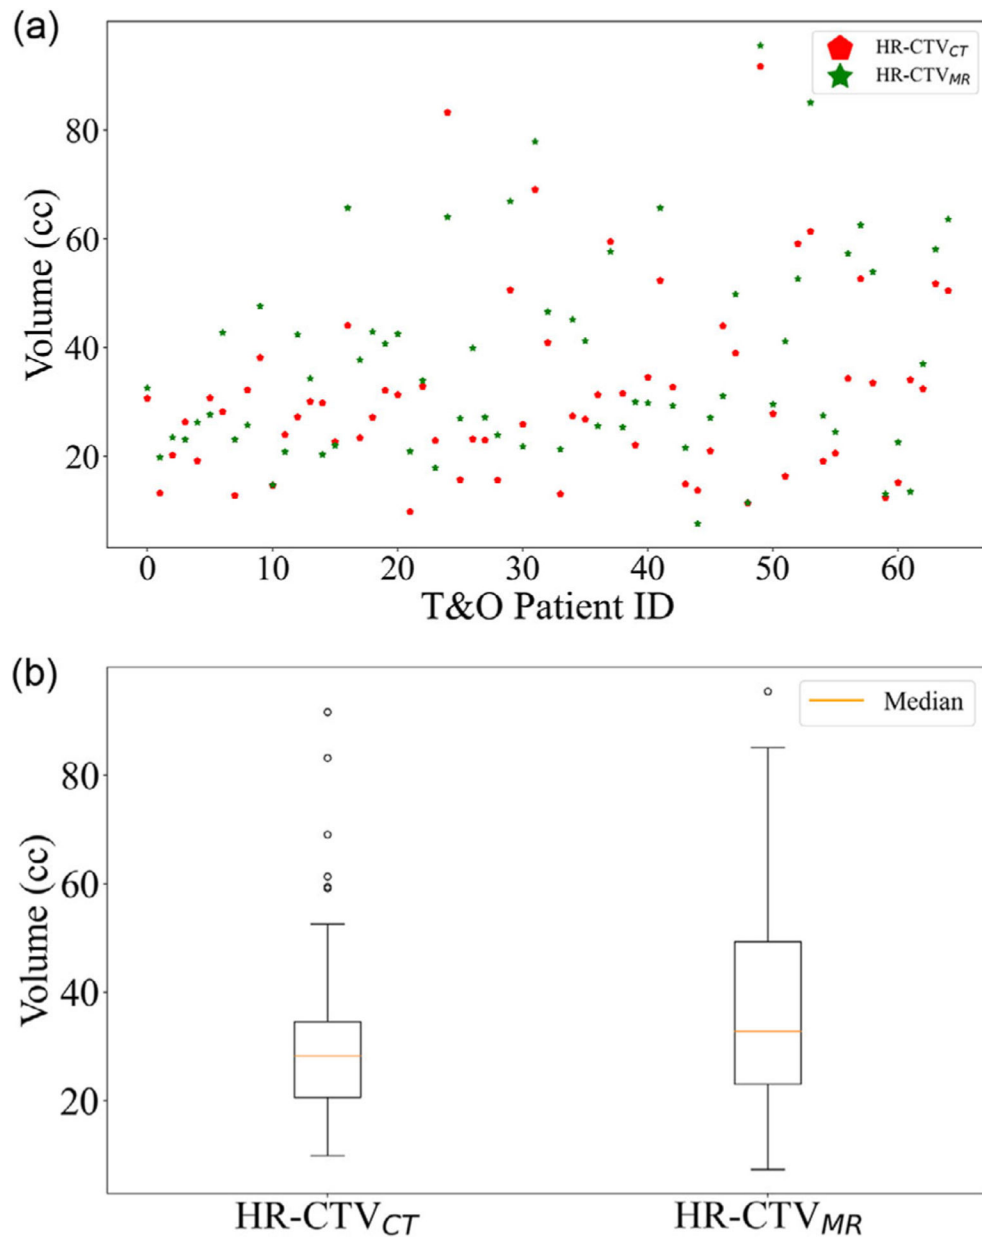 (a)
HR-CTV_CT
HR-CTV_MR
Volume (cc)
80
60
40
20
0 10 20 30 40 50 60
T&O Patient ID
(b)
Median
Volume (cc)
80
60
40
20
HR-CTV_CT HR-CTV_MR